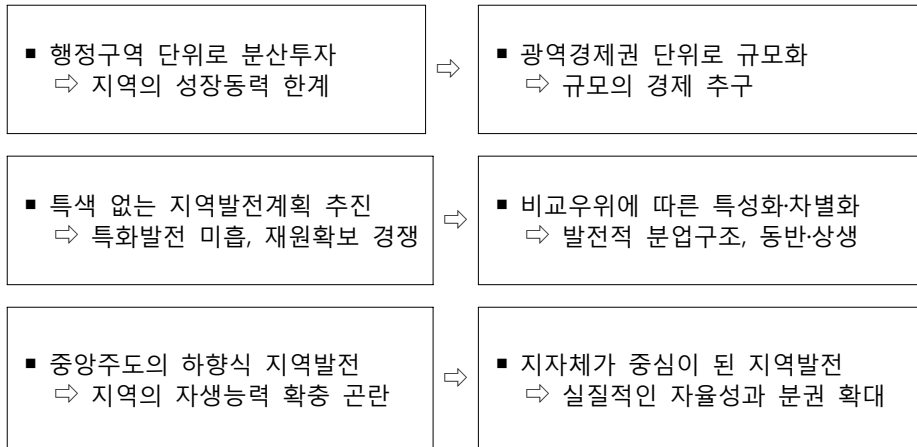 ▪ 행정구역 단위로 분산투자
⇨ 지역의 성장동력 한계
⇨
▪ 광역경제권 단위로 규모화
⇨ 규모의 경제 추구
▪ 특색 없는 지역발전계획 추진
⇨ 특화발전 미흡, 재원확보 경쟁
⇨
▪ 비교우위에 따른 특성화·차별화
⇨ 발전적 분업구조, 동반·상생
▪ 중앙주도의 하향식 지역발전
⇨ 지역의 자생능력 확충 곤란
⇨
▪ 지자체가 중심이 된 지역발전
⇨ 실질적인 자율성과 분권 확대